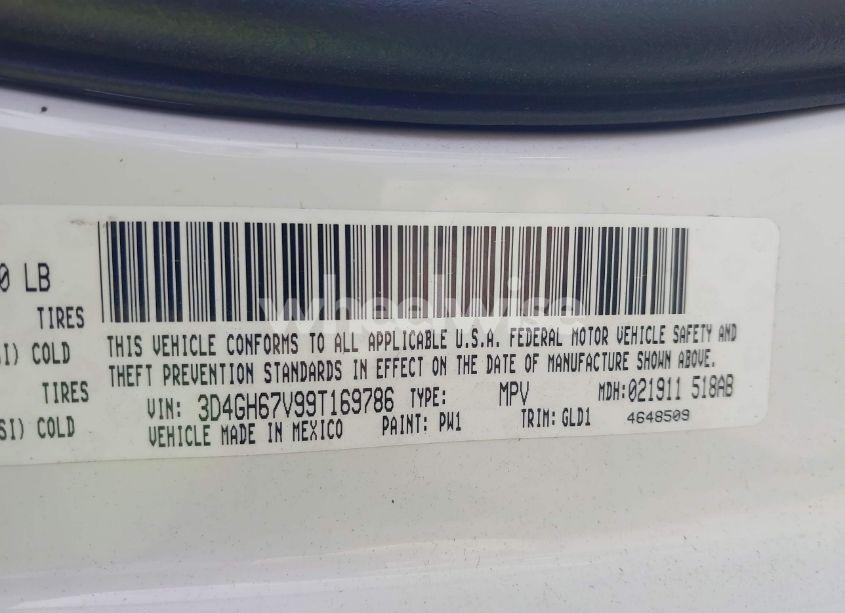 0 LB
TIRES
SI) COLD
TIRES
SI) COLD
THIS VEHICLE CONFORMS TO ALL APPLICABLE U.S.A. FEDERAL MOTOR VEHICLE SAFETY AND
THEFT PREVENTION STANDARDS IN EFFECT ON THE DATE OF MANUFACTURE SHOWN ABOVE.
VIN: 3D4GH67V99T169786 TYPE: MPV MDH:021911 518AB
VEHICLE MADE IN MEXICO PAINT: PW1 TRIM: GLD1 4648509
wheelwise